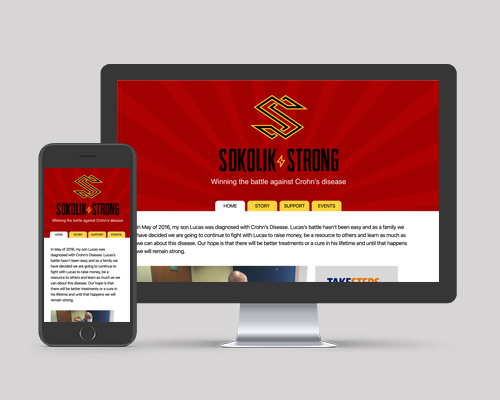 SOKOLIK STRONG
Winning the battle against Crohn's disease
HOME STORY SUPPORT EVENTS
In May of 2016, my son Lucas was diagnosed with Crohn's Disease. Lucas's battle hasn't been easy and as a family we
have decided we are going to continue to fight with Lucas to raise money, be a resource to others and learn as much as
we can about this disease. Our hope is that there will be better treatments or a cure in his lifetime and until that happens
we will remain strong.
TAKE STEPS
SOKOLIK STRONG
Winning the battle against Crohn's disease
HOME STORY SUPPORT EVENTS
In May of 2016, my son Lucas was
diagnosed with Crohn's Disease. Lucas's
battle hasn't been easy and as a family we
have decided we are going to continue to
fight with Lucas to raise money, be a
resource to others and learn as much as we
can about this disease. Our hope is that
there will be better treatments or a cure in
his lifetime and until that happens we will
remain strong.